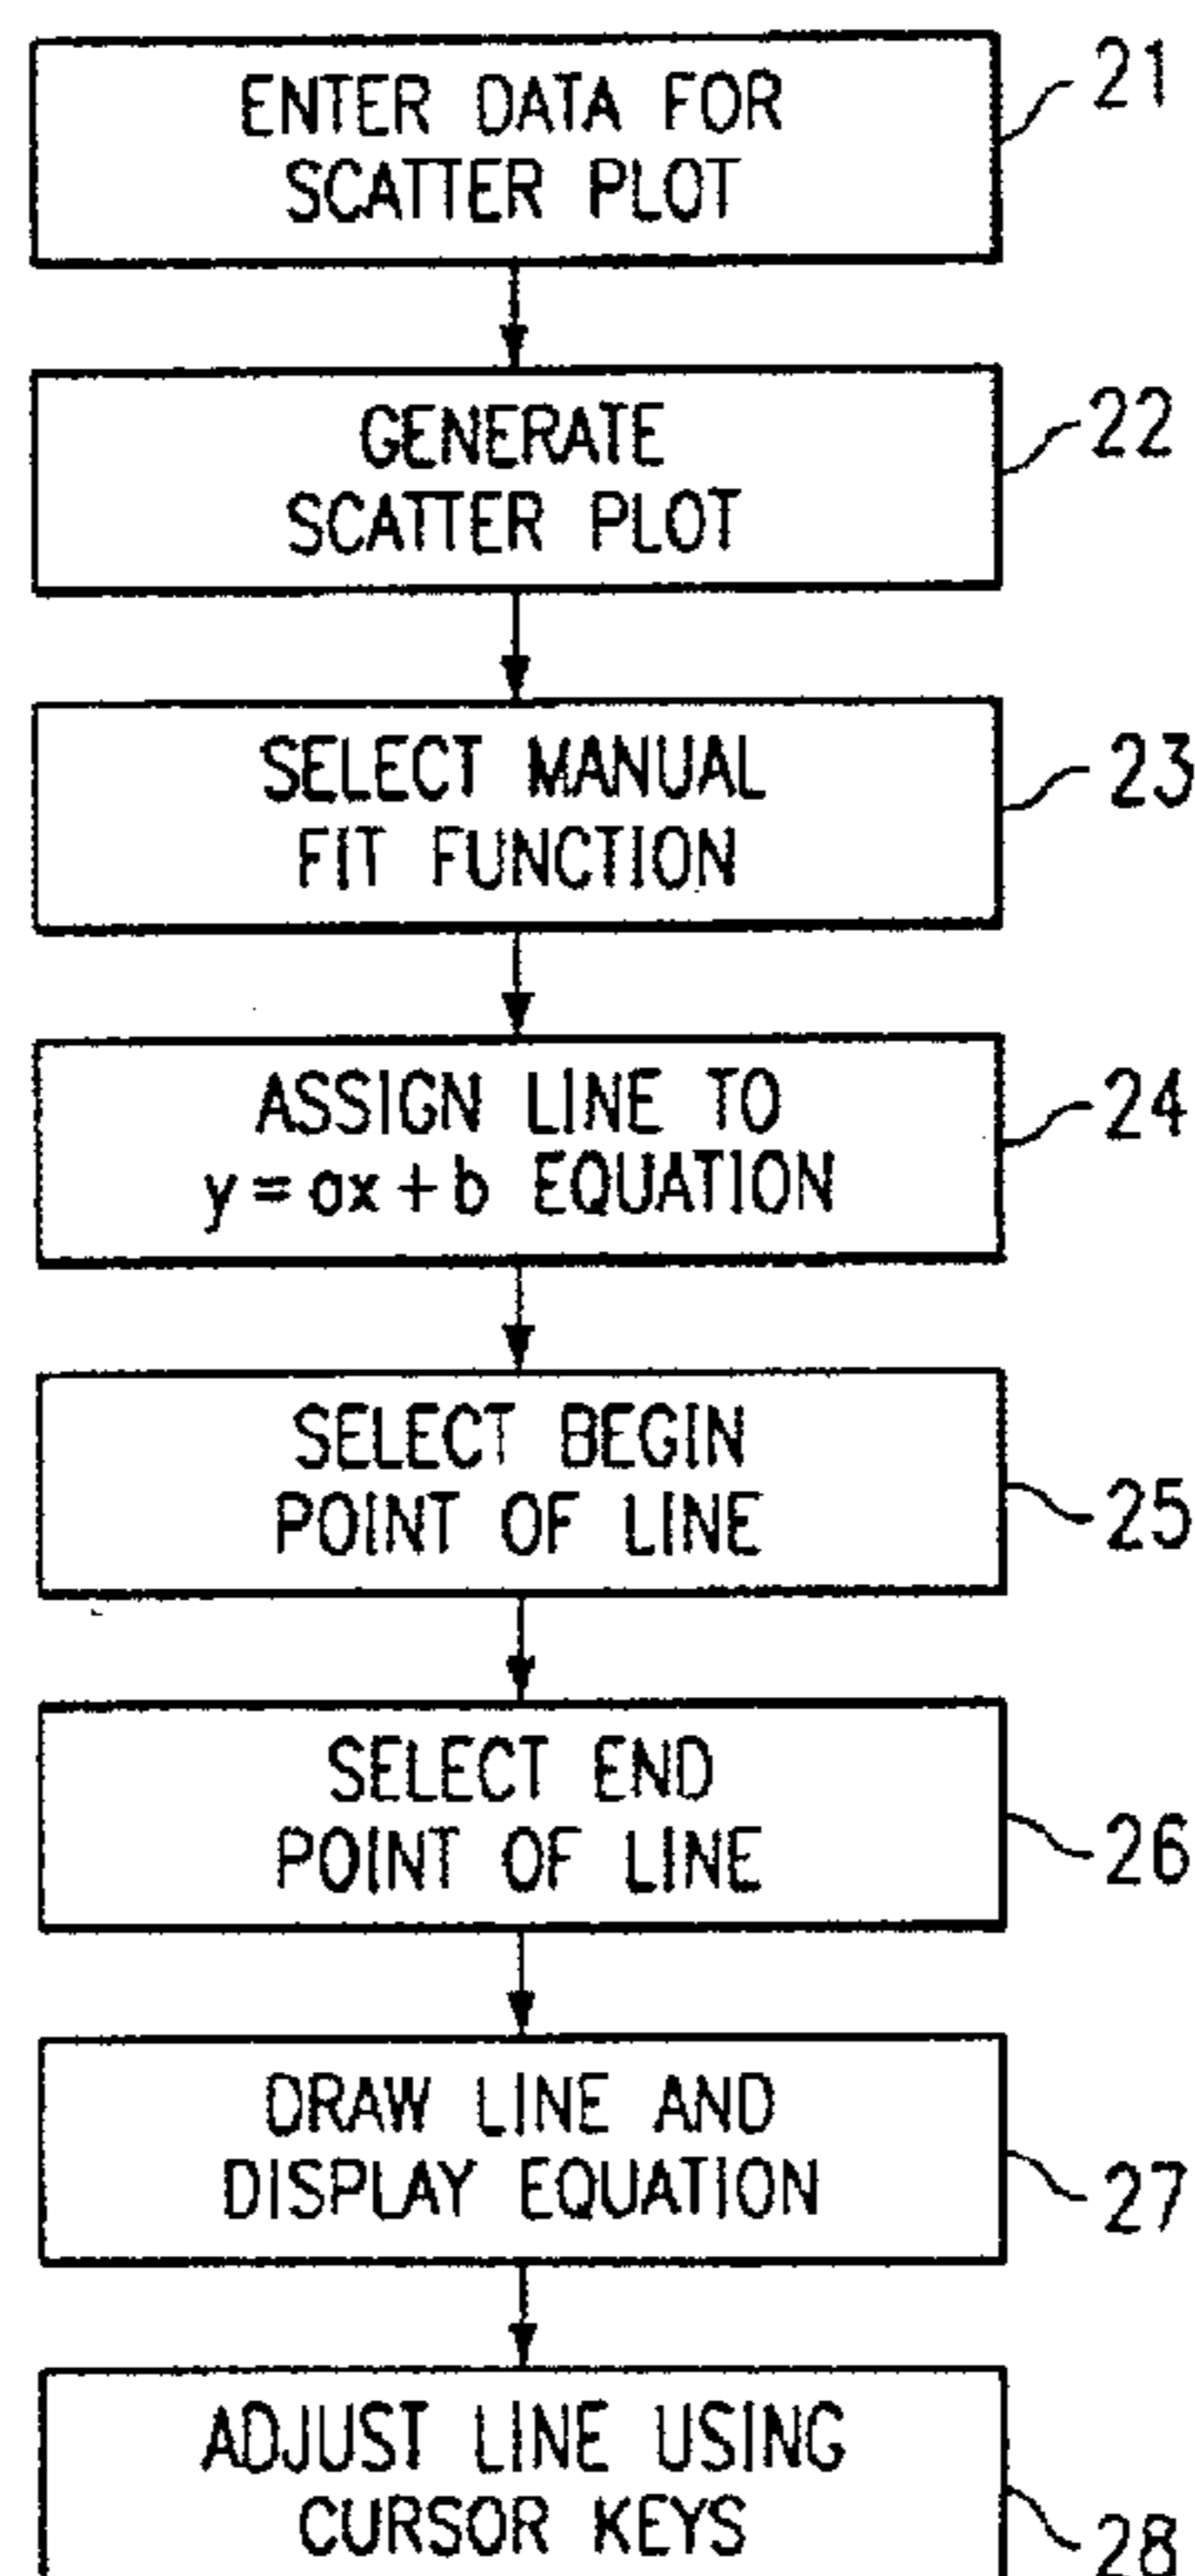 ENTER DATA FOR
SCATTER PLOT
21
GENERATE
SCATTER PLOT
22
SELECT MANUAL
FIT FUNCTION
23
ASSIGN LINE TO
y = ax + b EQUATION
24
SELECT BEGIN
POINT OF LINE
25
SELECT END
POINT OF LINE
26
DRAW LINE AND
DISPLAY EQUATION
27
ADJUST LINE USING
CURSOR KEYS
28